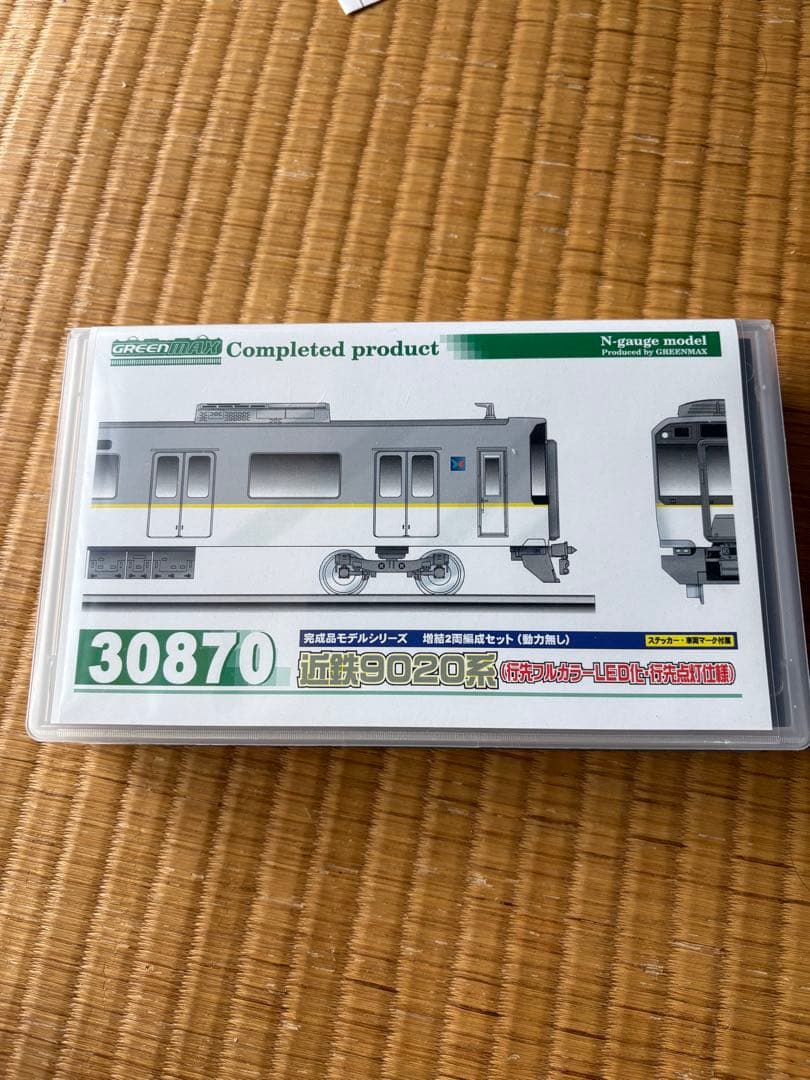 GREENMAX Completed product
N-gauge model
Produced by GREENMAX
30870
完成品モデルシリーズ 増結2両編成セット(動力無し)
ステッカー・車両マーク付属
近鉄9020系(行先フルカラーLED化・行先点灯仕様)